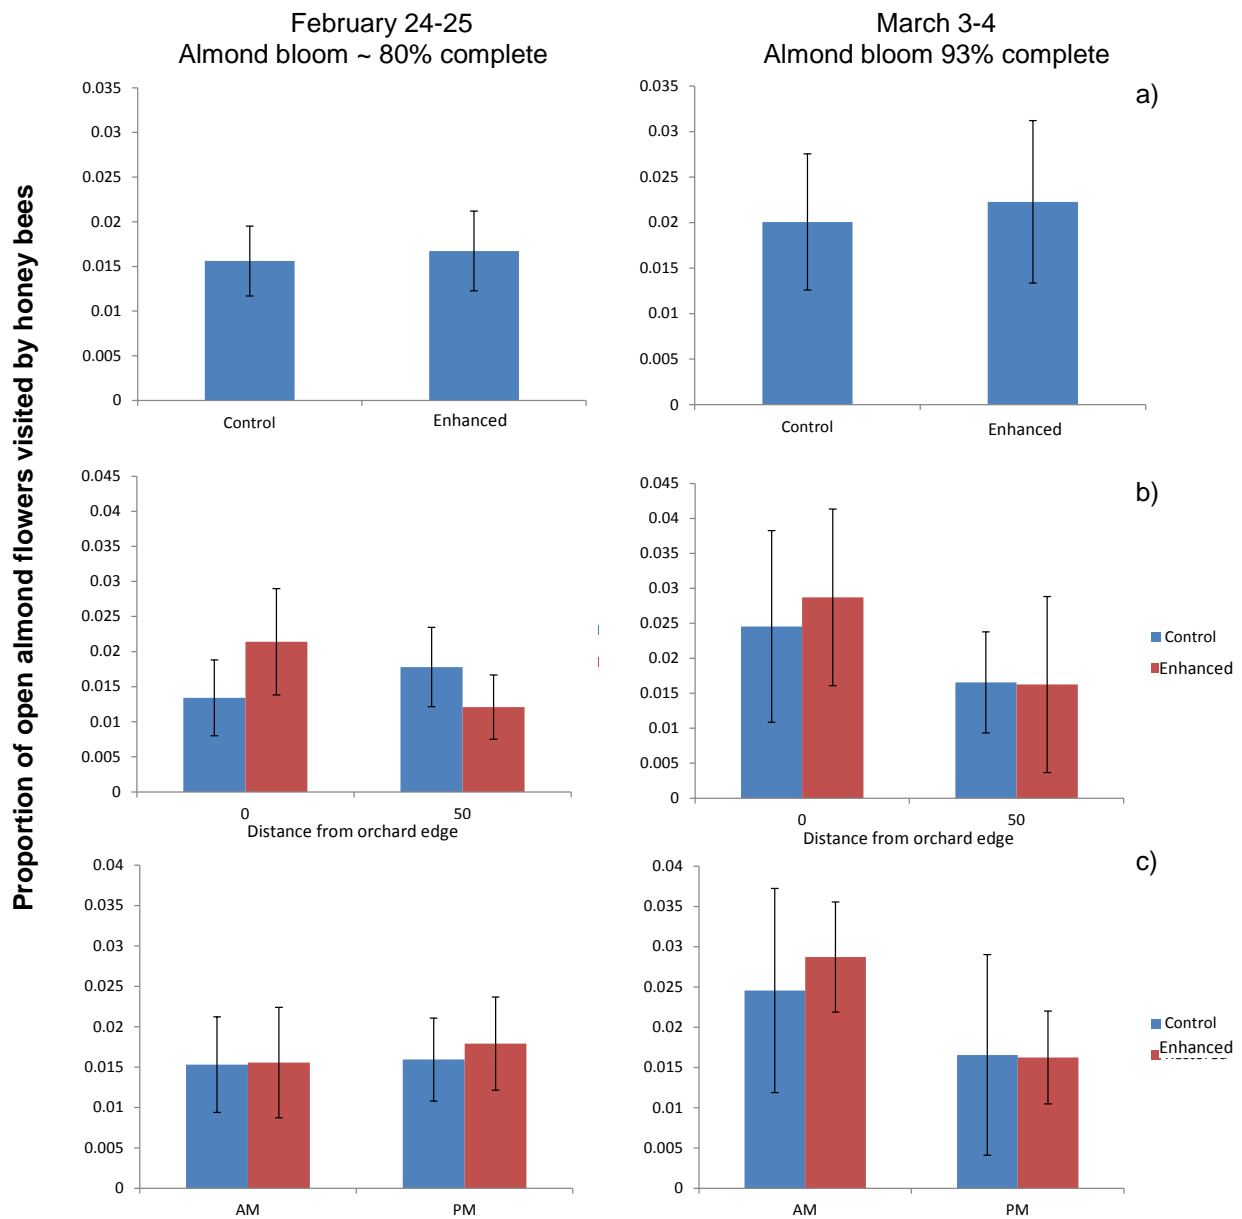 February 24-25
Almond bloom ~ 80% complete
March 3-4
Almond bloom 93% complete
Proportion of open almond flowers visited by honey bees
0.035
0.03
0.025
0.02
0.015
0.01
0.005
0
Control
Enhanced
0.035
0.03
0.025
0.02
0.015
0.01
0.005
0
Control
Enhanced
a)
0.045
0.04
0.035
0.03
0.025
0.02
0.015
0.01
0.005
0
0
50
Distance from orchard edge
0.045
0.04
0.035
0.03
0.025
0.02
0.015
0.01
0.005
0
0
50
Distance from orchard edge
b)
Control
Enhanced
0.04
0.035
0.03
0.025
0.02
0.015
0.01
0.005
0
AM
PM
0.04
0.035
0.03
0.025
0.02
0.015
0.01
0.005
0
AM
PM
c)
Control
Enhanced